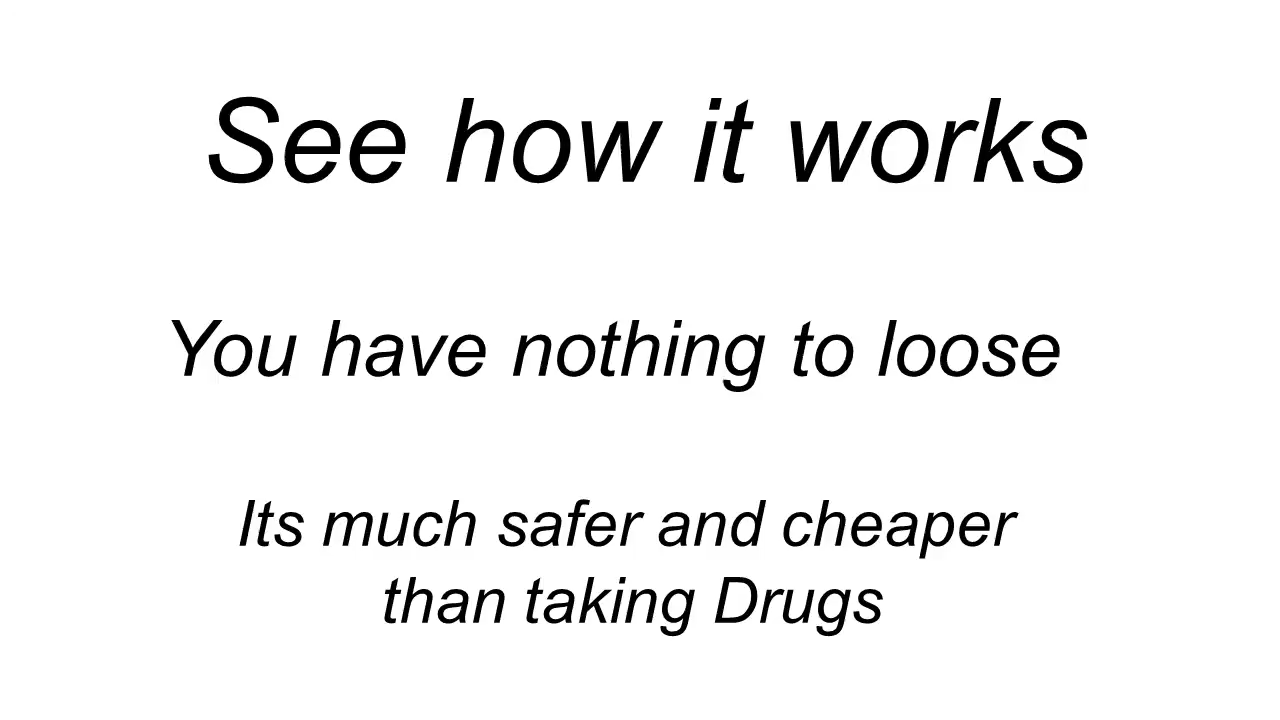 See how it works
You have nothing to loose
Its much safer and cheaper
than taking Drugs